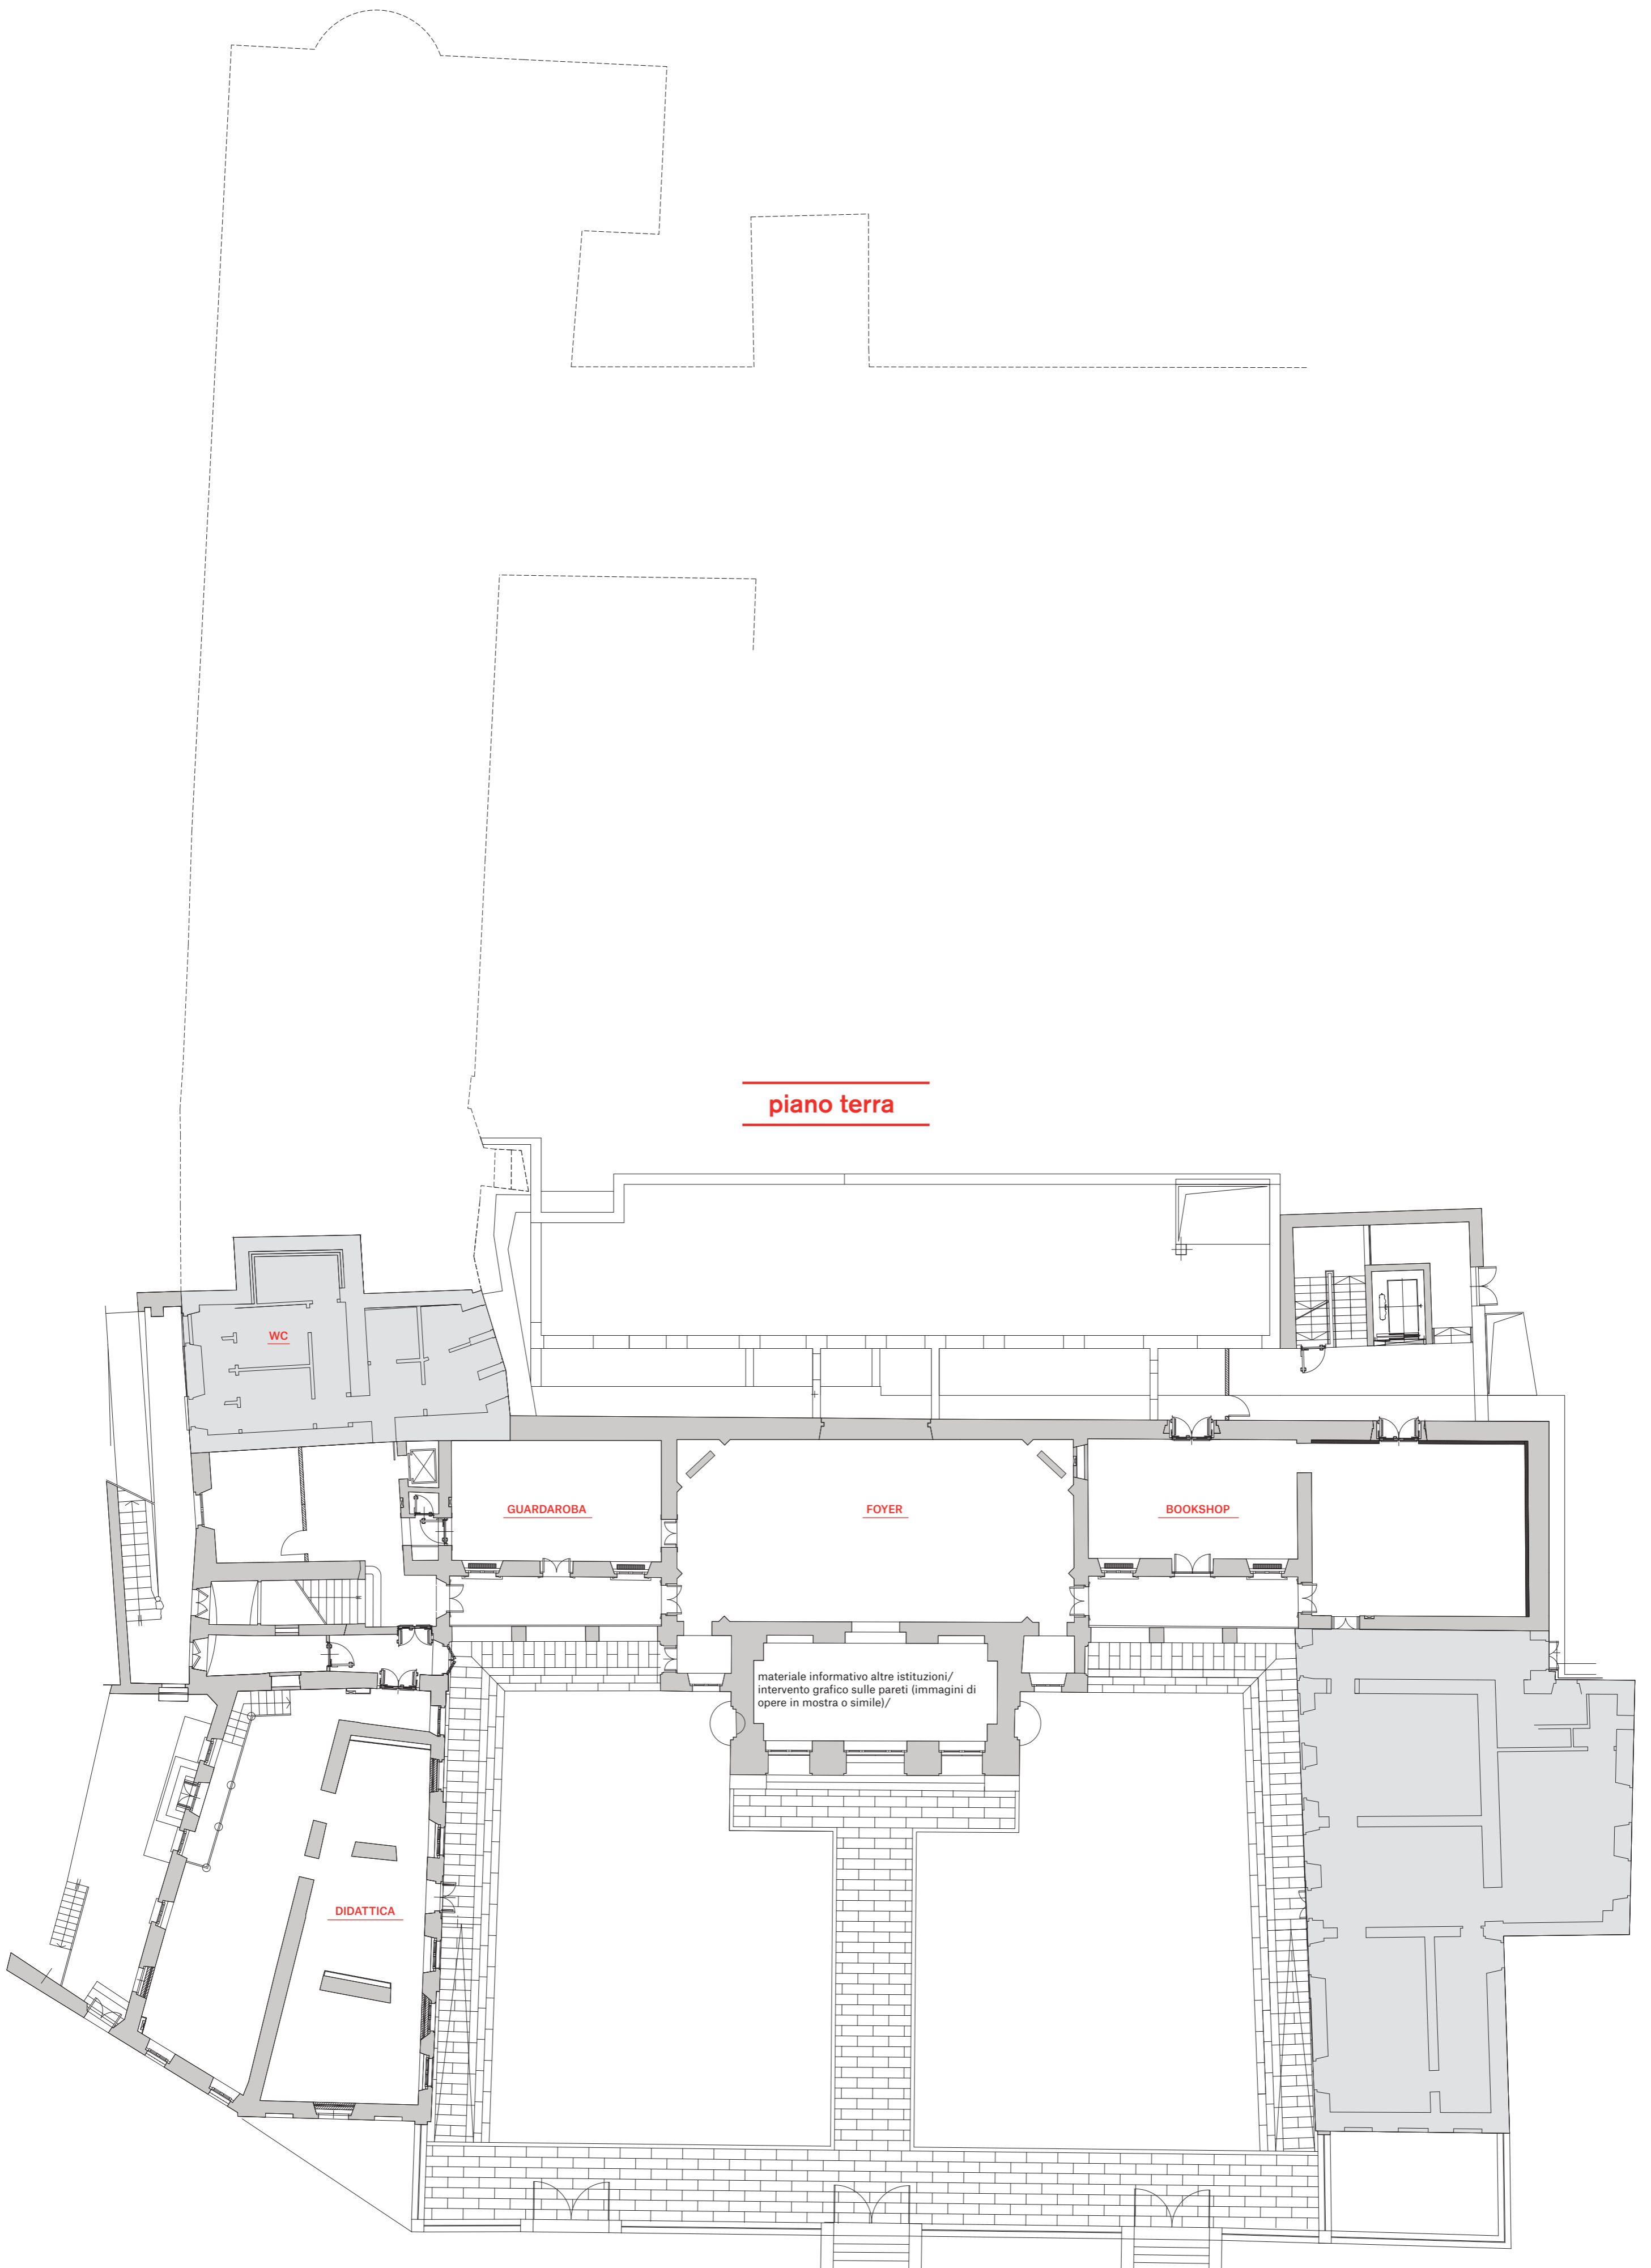 piano terra
WC
GUARDAROBA
FOYER
BOOKSHOP
materiale informativo altre istituzioni/
intervento grafico sulle pareti (immagini di
opere in mostra o simile)/
DIDATTICA